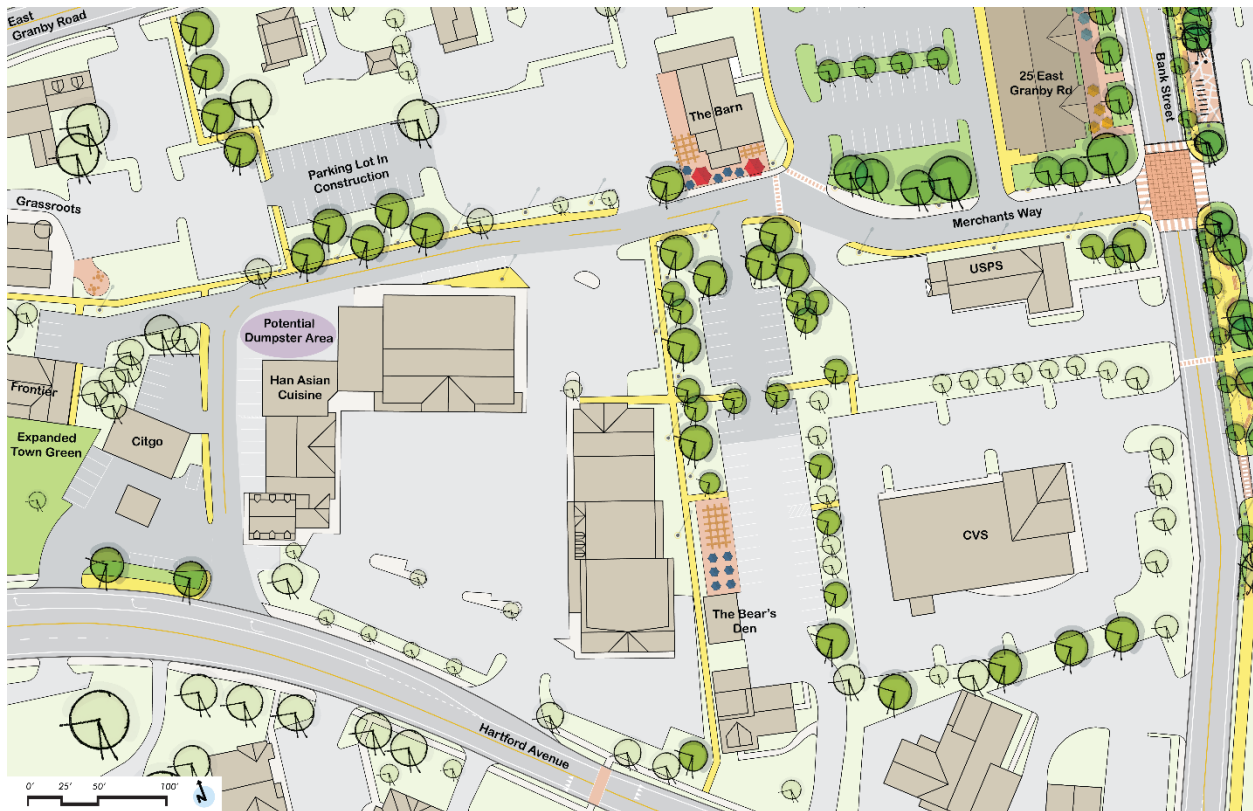 East
Granby Road
The Barn
25 East
Granby Rd
Bank Street
Parking Lot In
Construction
Grassroots
Merchants Way
USPS
Potential
Dumpster Area
Han Asian
Cuisine
Frontier
Citgo
Expanded
Town Green
CVS
The Bear's
Den
Hartford Avenue
0' 25' 50' 100'
N